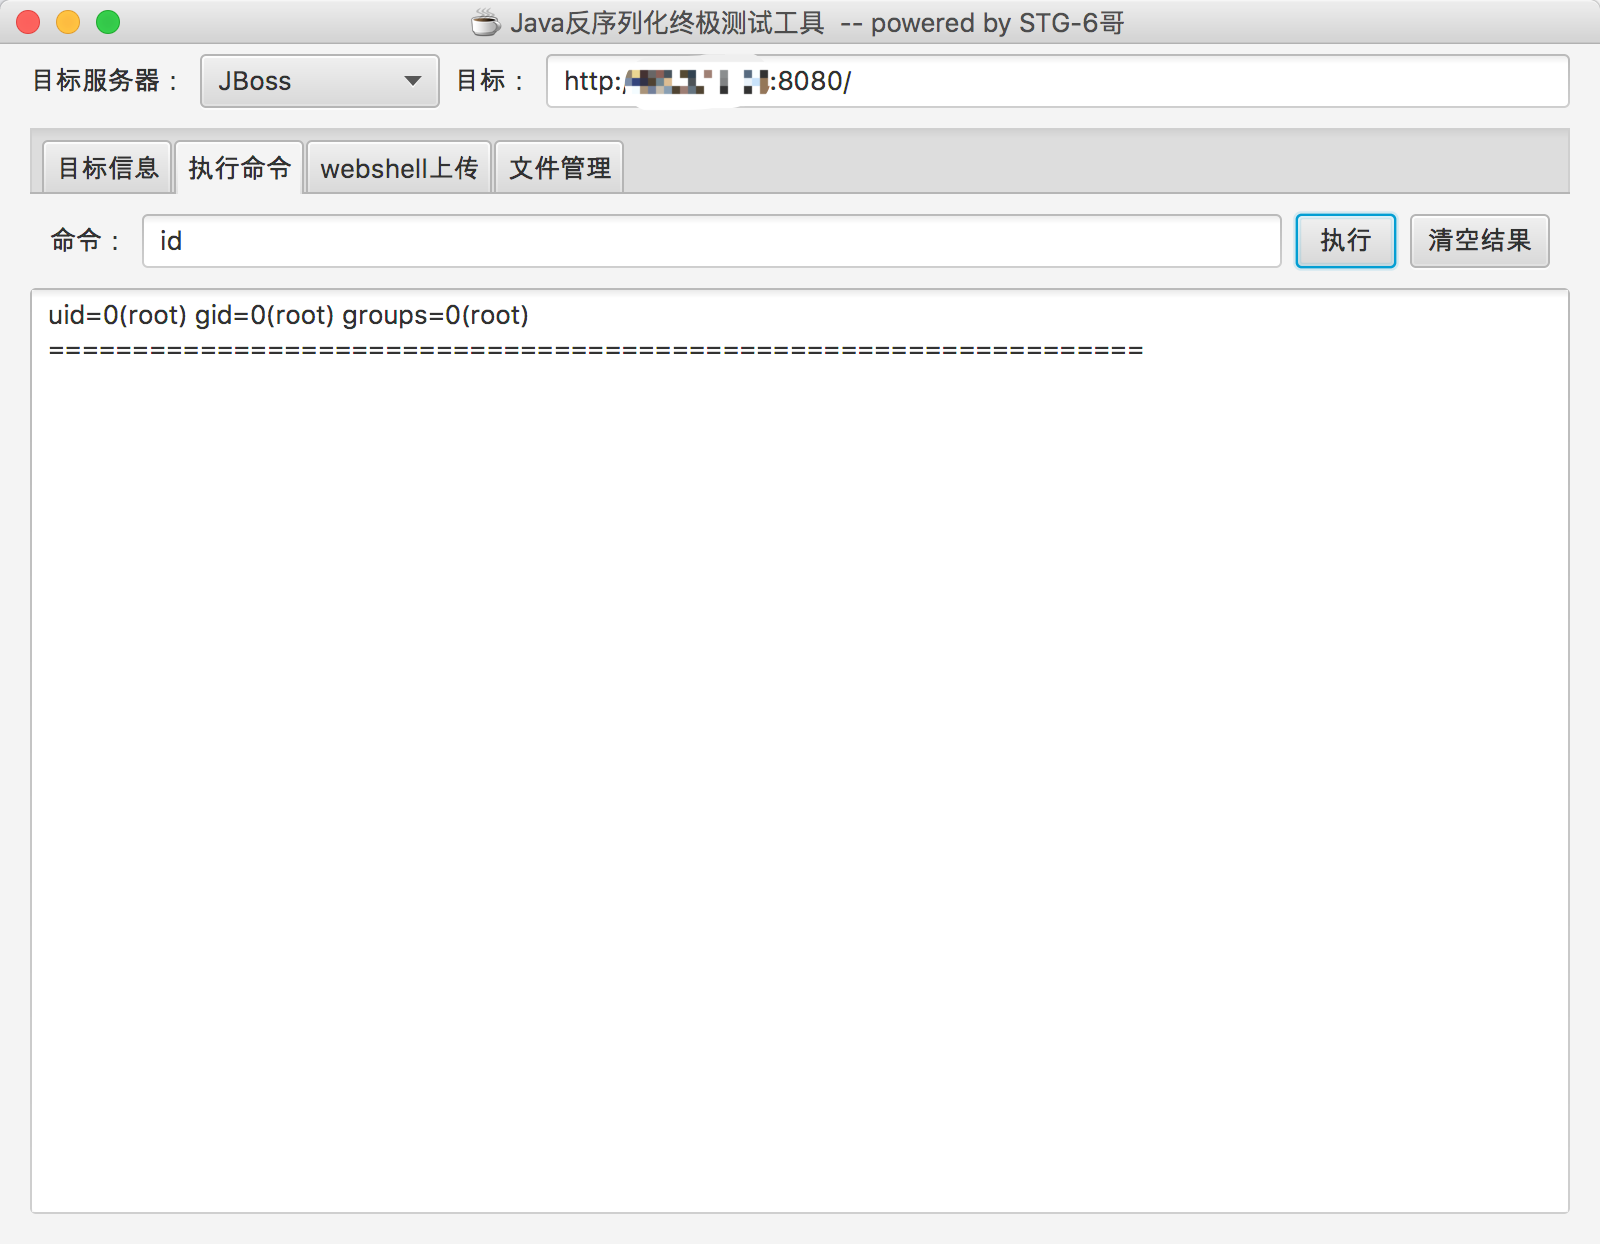 Java反序列化终极测试工具 -- powered by STG-6哥
目标服务器： JBoss 目标： http:/ :8080/
目标信息 执行命令 webshell上传 文件管理
命令： id 执行 清空结果
uid=0(root) gid=0(root) groups=0(root)
=================================================================